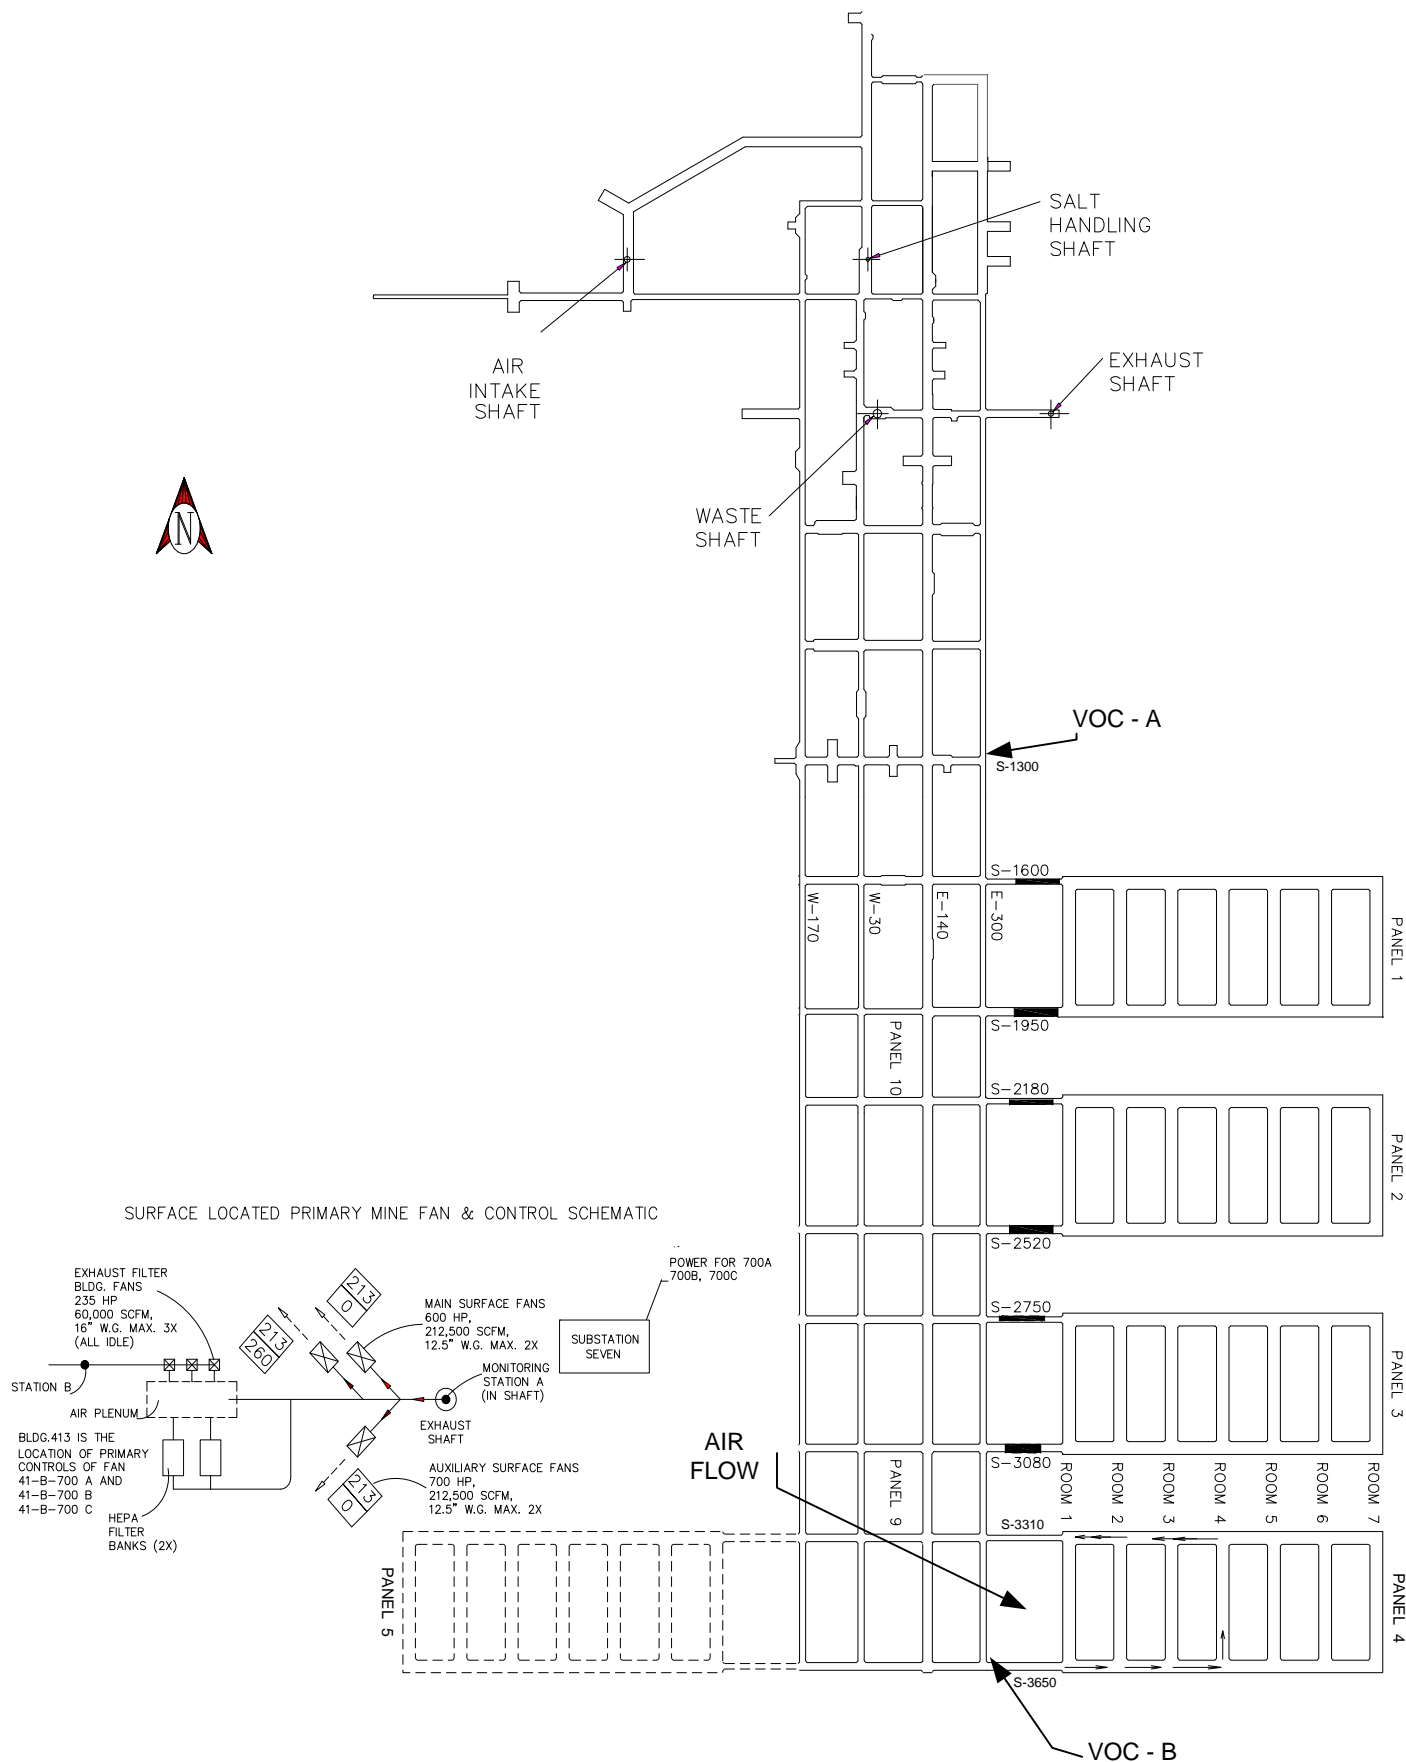 SALT
HANDLING
SHAFT
AIR
INTAKE
SHAFT
EXHAUST
SHAFT
N
WASTE
SHAFT
VOC - A
S-1300
S-1600
W-170
W-30
E-140
E-300
PANEL 1
S-1950
PANEL 10
S-2180
PANEL 2
S-2520
S-2750
PANEL 3
S-3080
ROOM 1
ROOM 2
ROOM 3
ROOM 4
ROOM 5
ROOM 6
ROOM 7
AIR
FLOW
PANEL 9
S-3310
PANEL 5
PANEL 4
S-3650
VOC - B
SURFACE LOCATED PRIMARY MINE FAN & CONTROL SCHEMATIC
EXHAUST FILTER
BLDG. FANS
235 HP
60,000 SCFM,
16" W.G. MAX. 3X
(ALL IDLE)
STATION B
AIR PLENUM
BLDG.413 IS THE
LOCATION OF PRIMARY
CONTROLS OF FAN
41-B-700 A AND
41-B-700 B
41-B-700 C
HEPA
FILTER
BANKS (2X)
213
260
213
0
MAIN SURFACE FANS
600 HP,
212,500 SCFM,
12.5" W.G. MAX. 2X
MONITORING
STATION A
(IN SHAFT)
EXHAUST
SHAFT
213
0
AUXILIARY SURFACE FANS
700 HP,
212,500 SCFM,
12.5" W.G. MAX. 2X
POWER FOR 700A
700B, 700C
SUBSTATION
SEVEN